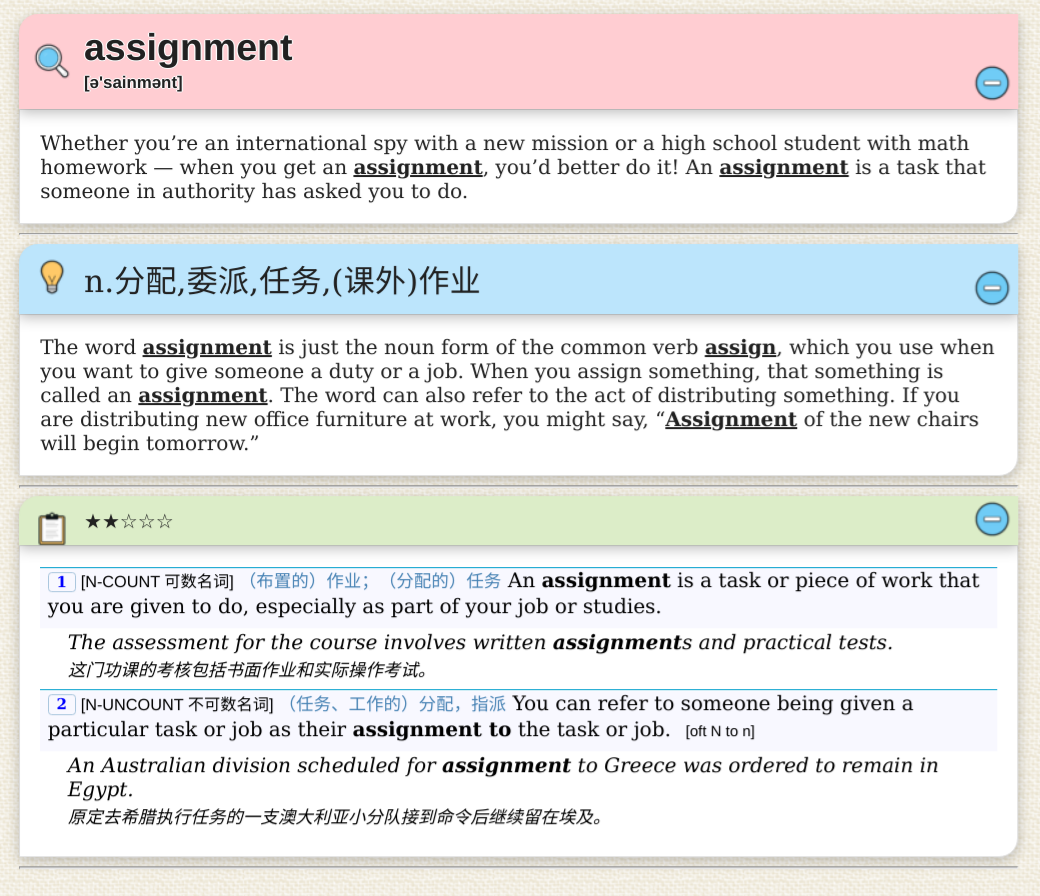 assignment
[ə'sainmənt]
Whether you’re an international spy with a new mission or a high school student with math
homework — when you get an assignment, you’d better do it! An assignment is a task that
someone in authority has asked you to do.
n.分配,委派,任务,(课外)作业
The word assignment is just the noun form of the common verb assign, which you use when
you want to give someone a duty or a job. When you assign something, that something is
called an assignment. The word can also refer to the act of distributing something. If you
are distributing new office furniture at work, you might say, “Assignment of the new chairs
will begin tomorrow.”
★★☆☆☆
1 [N-COUNT 可数名词] （布置的）作业；（分配的）任务 An assignment is a task or piece of work that
you are given to do, especially as part of your job or studies.
The assessment for the course involves written assignments and practical tests.
这门功课的考核包括书面作业和实际操作考试。
2 [N-UNCOUNT 不可数名词] （任务、工作的）分配，指派 You can refer to someone being given a
particular task or job as their assignment to the task or job. [oft N to n]
An Australian division scheduled for assignment to Greece was ordered to remain in
Egypt.
原定去希腊执行任务的一支澳大利亚小分队接到命令后继续留在埃及。